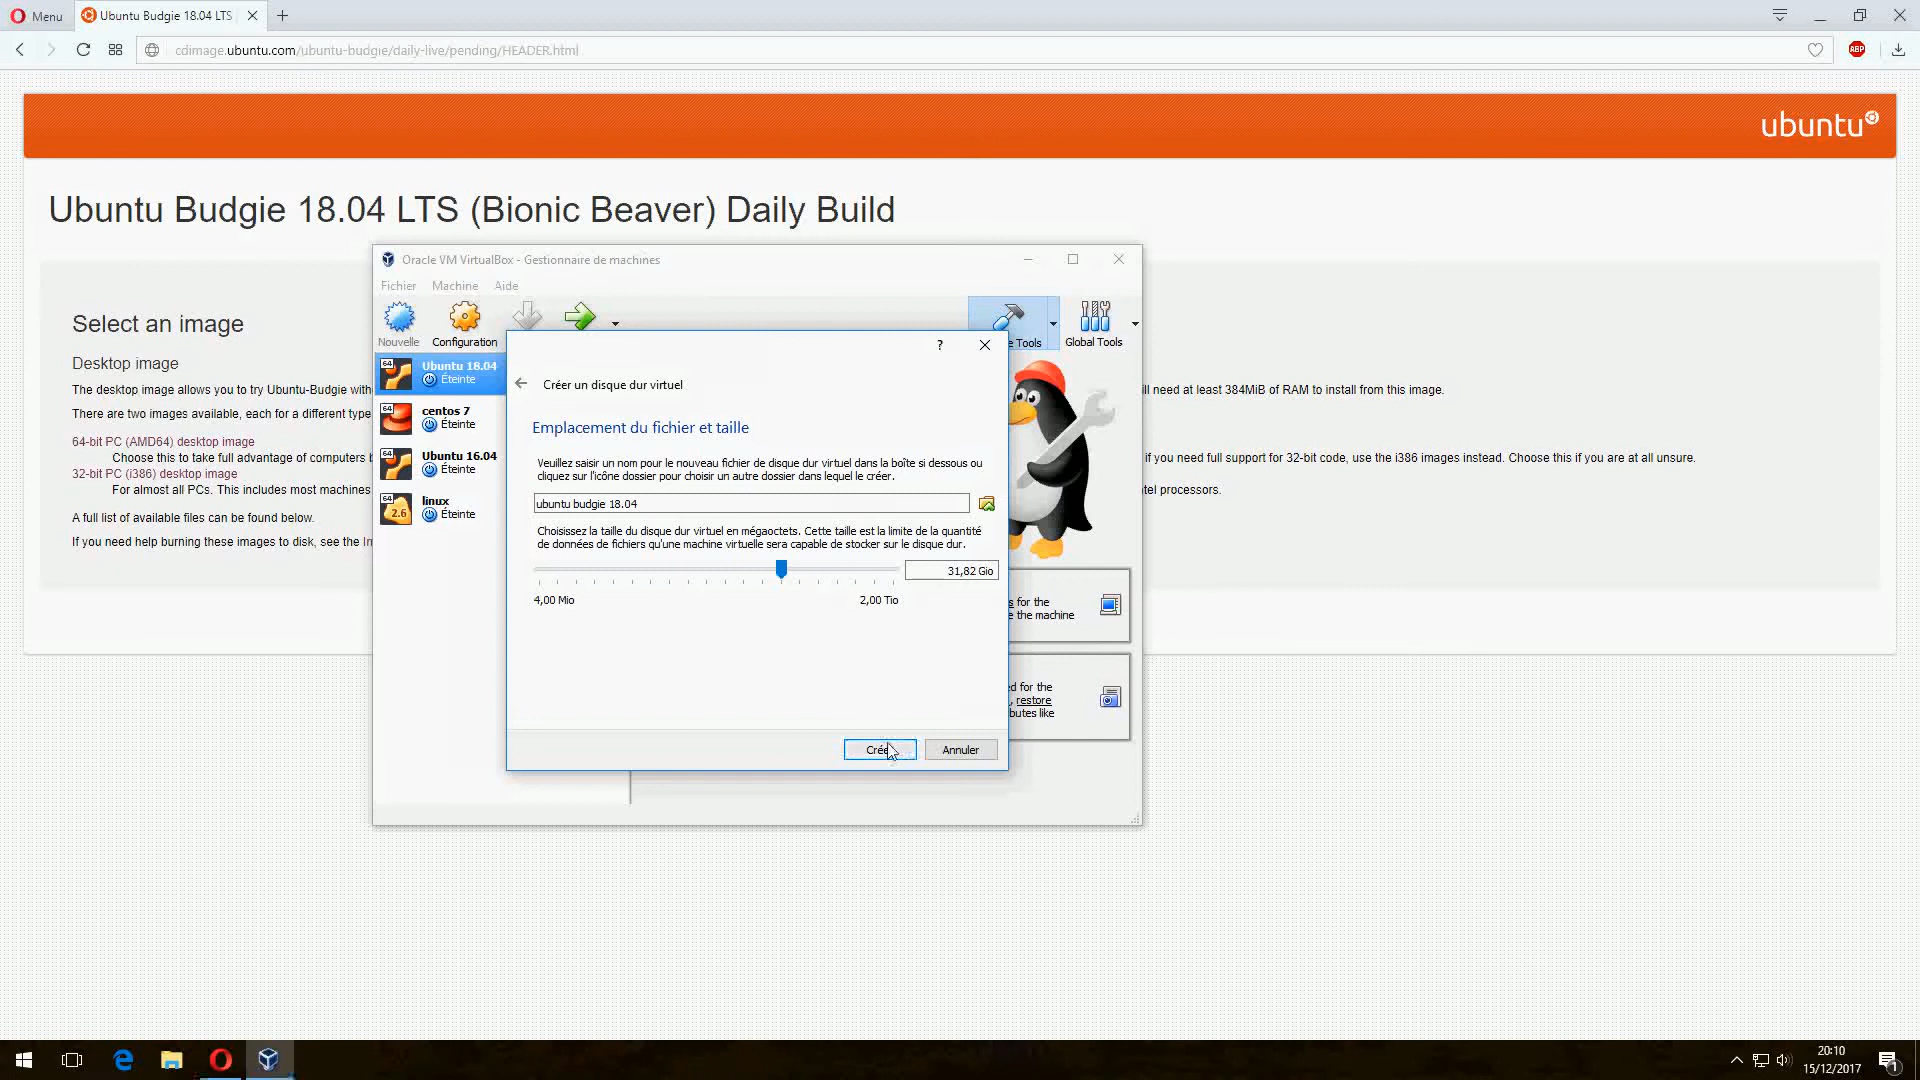 Menu
Ubuntu Budgie 18.04 LTS
cdimage.ubuntu.com/ubuntu-budgie/daily-live/pending/HEADER.html
ABP
ubuntu
Ubuntu Budgie 18.04 LTS (Bionic Beaver) Daily Build
Select an image
Desktop image
The desktop image allows you to try Ubuntu-Budgie with
ll need at least 384MiB of RAM to install from this image.
There are two images available, each for a different type
64-bit PC (AMD64) desktop image
Choose this to take full advantage of computers b
if you need full support for 32-bit code, use the i386 images instead. Choose this if you are at all unsure.
32-bit PC (i386) desktop image
For almost all PCs. This includes most machines
tel processors.
A full list of available files can be found below.
If you need help burning these images to disk, see the Im
Oracle VM VirtualBox - Gestionnaire de machines
Fichier Machine Aide
Nouvelle
Configuration
e Tools
Global Tools
64
Ubuntu 18.04
Éteinte
64
centos 7
Éteinte
64
Ubuntu 16.04
Éteinte
64
2.6
linux
Éteinte
s for the
e the machine
ed for the
, restore
butes like
?
Créer un disque dur virtuel
Emplacement du fichier et taille
Veuillez saisir un nom pour le nouveau fichier de disque dur virtuel dans la boîte si dessous ou
cliquez sur l'icône dossier pour choisir un autre dossier dans lequel le créer.
ubuntu budgie 18.04
Choisissez la taille du disque dur virtuel en mégaoctets. Cette taille est la limite de la quantité
de données de fichiers qu'une machine virtuelle sera capable de stocker sur le disque dur.
31,82 Gio
4,00 Mio
2,00 Tio
Crée
Annuler
20:10
15/12/2017
1